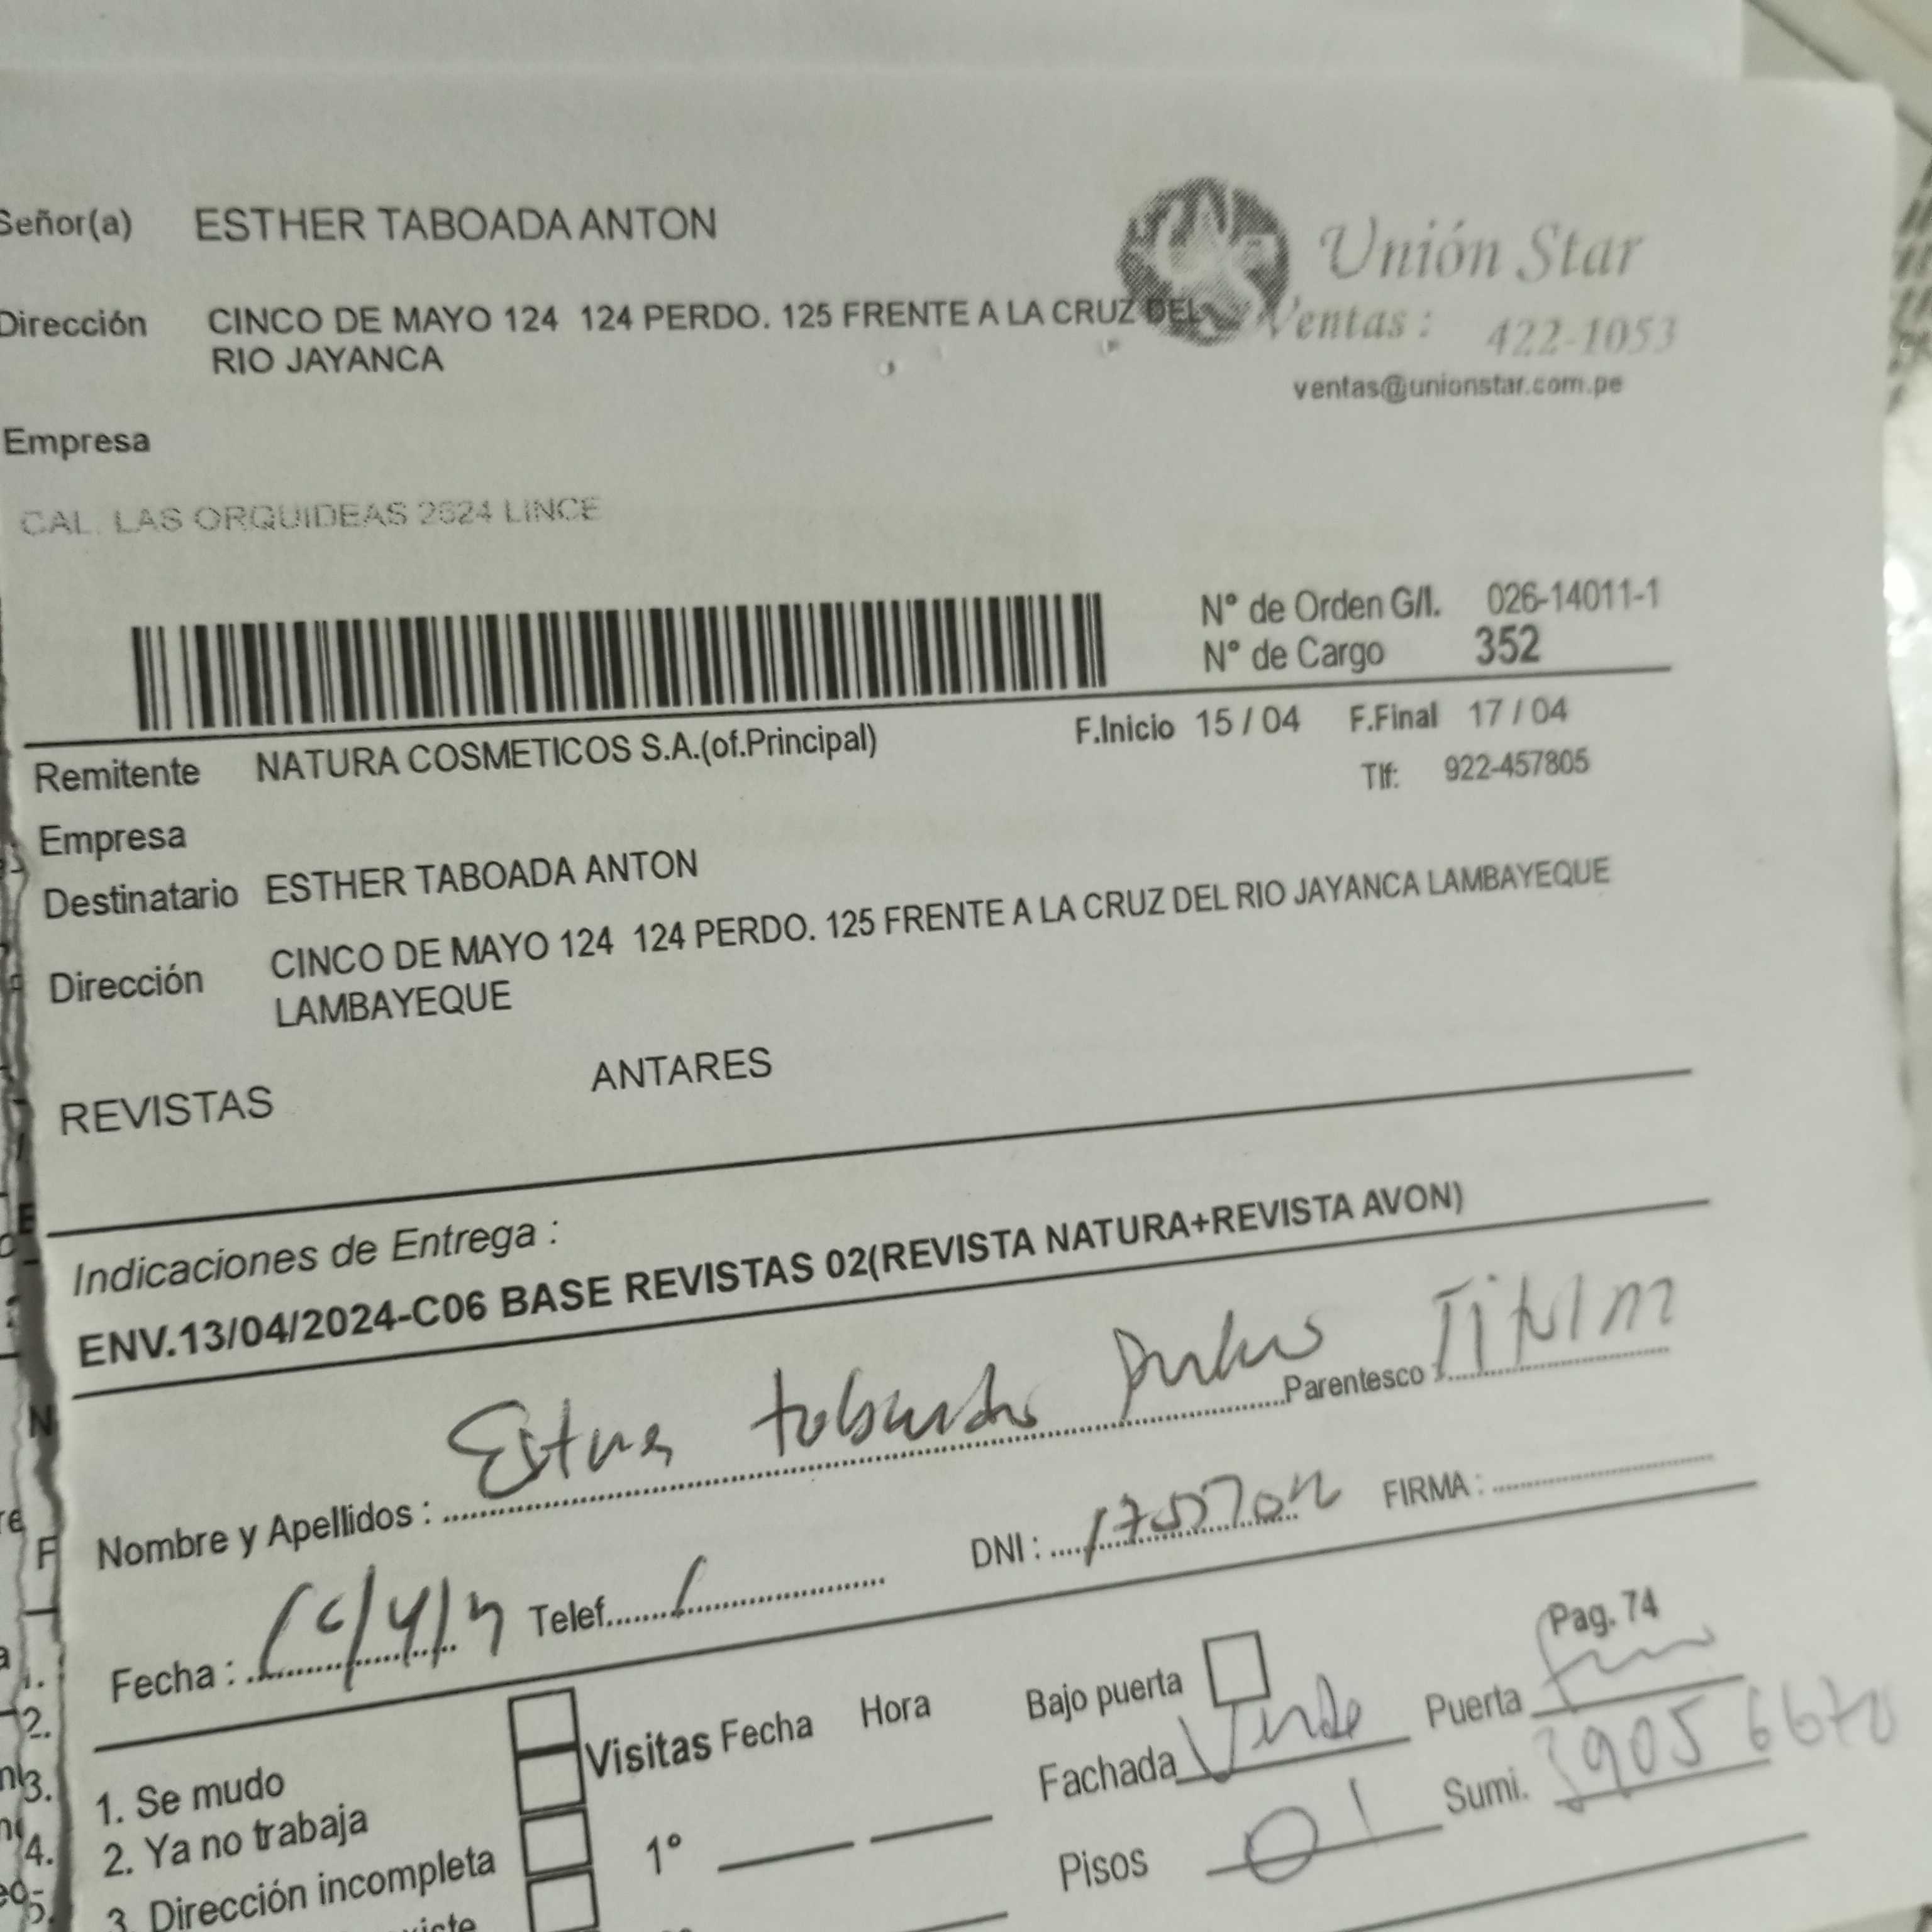 Señor(a) ESTHER TABOADA ANTON
Unión Star
Dirección CINCO DE MAYO 124 124 PERDO. 125 FRENTE A LA CRUZ DEL
RIO JAYANCA
Ventas : 422-1053
ventas@unionstar.com.pe
Empresa
CAL. LAS ORQUIDEAS 2624 LINCE
N° de Orden G/I. 026-14011-1
N° de Cargo 352
Remitente NATURA COSMETICOS S.A.(of.Principal) F.Inicio 15 / 04 F.Final 17 / 04
Tlf: 922-457805
Empresa
Destinatario ESTHER TABOADA ANTON
Dirección CINCO DE MAYO 124 124 PERDO. 125 FRENTE A LA CRUZ DEL RIO JAYANCA LAMBAYEQUE
LAMBAYEQUE
REVISTAS ANTARES
Indicaciones de Entrega :
ENV.13/04/2024-C06 BASE REVISTAS 02(REVISTA NATURA+REVISTA AVON)
Nombre y Apellidos : Parentesco :
Fecha : Telef. DNI : FIRMA :
Pag. 74
1. Se mudo Visitas Fecha Hora Bajo puerta
2. Ya no trabaja Fachada Verde Puerta
3. Dirección incompleta 1° Pisos 01 Sumi.